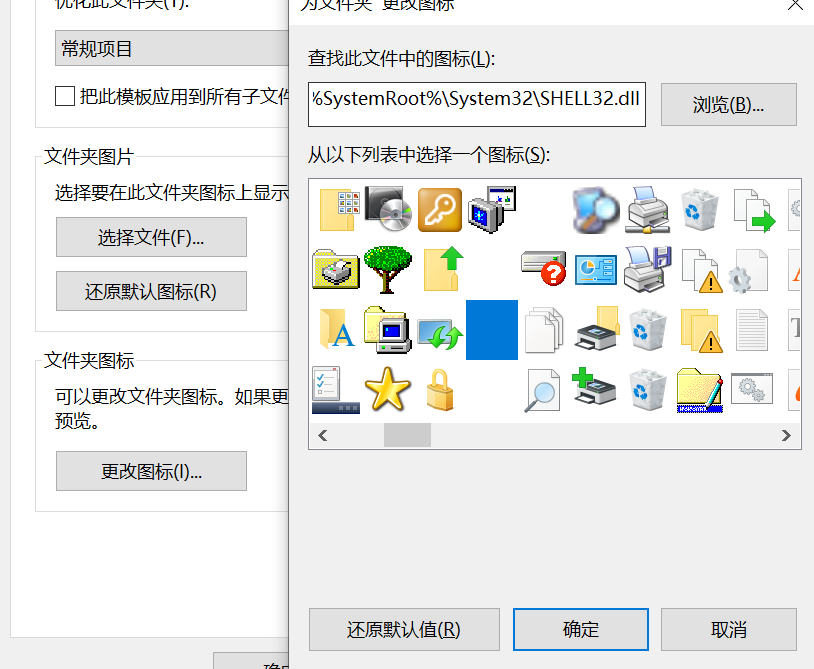 优化此文件夹(T):
常规项目
把此模板应用到所有子文件
文件夹图片
选择要在此文件夹图标上显示
选择文件(F)...
还原默认图标(R)
文件夹图标
可以更改文件夹图标。如果更
预览。
更改图标(I)...
为文件夹 更改图标
查找此文件中的图标(L):
%SystemRoot%\System32\SHELL32.dll
浏览(B)...
从以下列表中选择一个图标(S):
还原默认值(R)
确定
取消